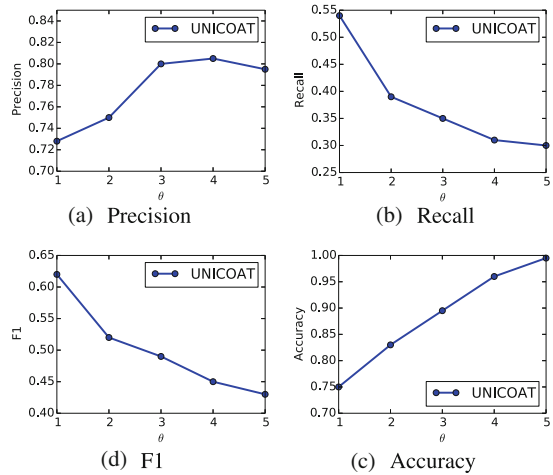 0.84
0.82
0.80
0.78
0.76
0.74
0.72
0.70
Precision
UNICOAT
1 2 3 4 5
θ
(a) Precision
0.55
0.50
0.45
0.40
0.35
0.30
0.25
Recall
UNICOAT
1 2 3 4 5
θ
(b) Recall
0.65
0.60
0.55
0.50
0.45
0.40
F1
UNICOAT
1 2 3 4 5
θ
(d) F1
1.00
0.95
0.90
0.85
0.80
0.75
0.70
Accuracy
UNICOAT
1 2 3 4 5
θ
(c) Accuracy